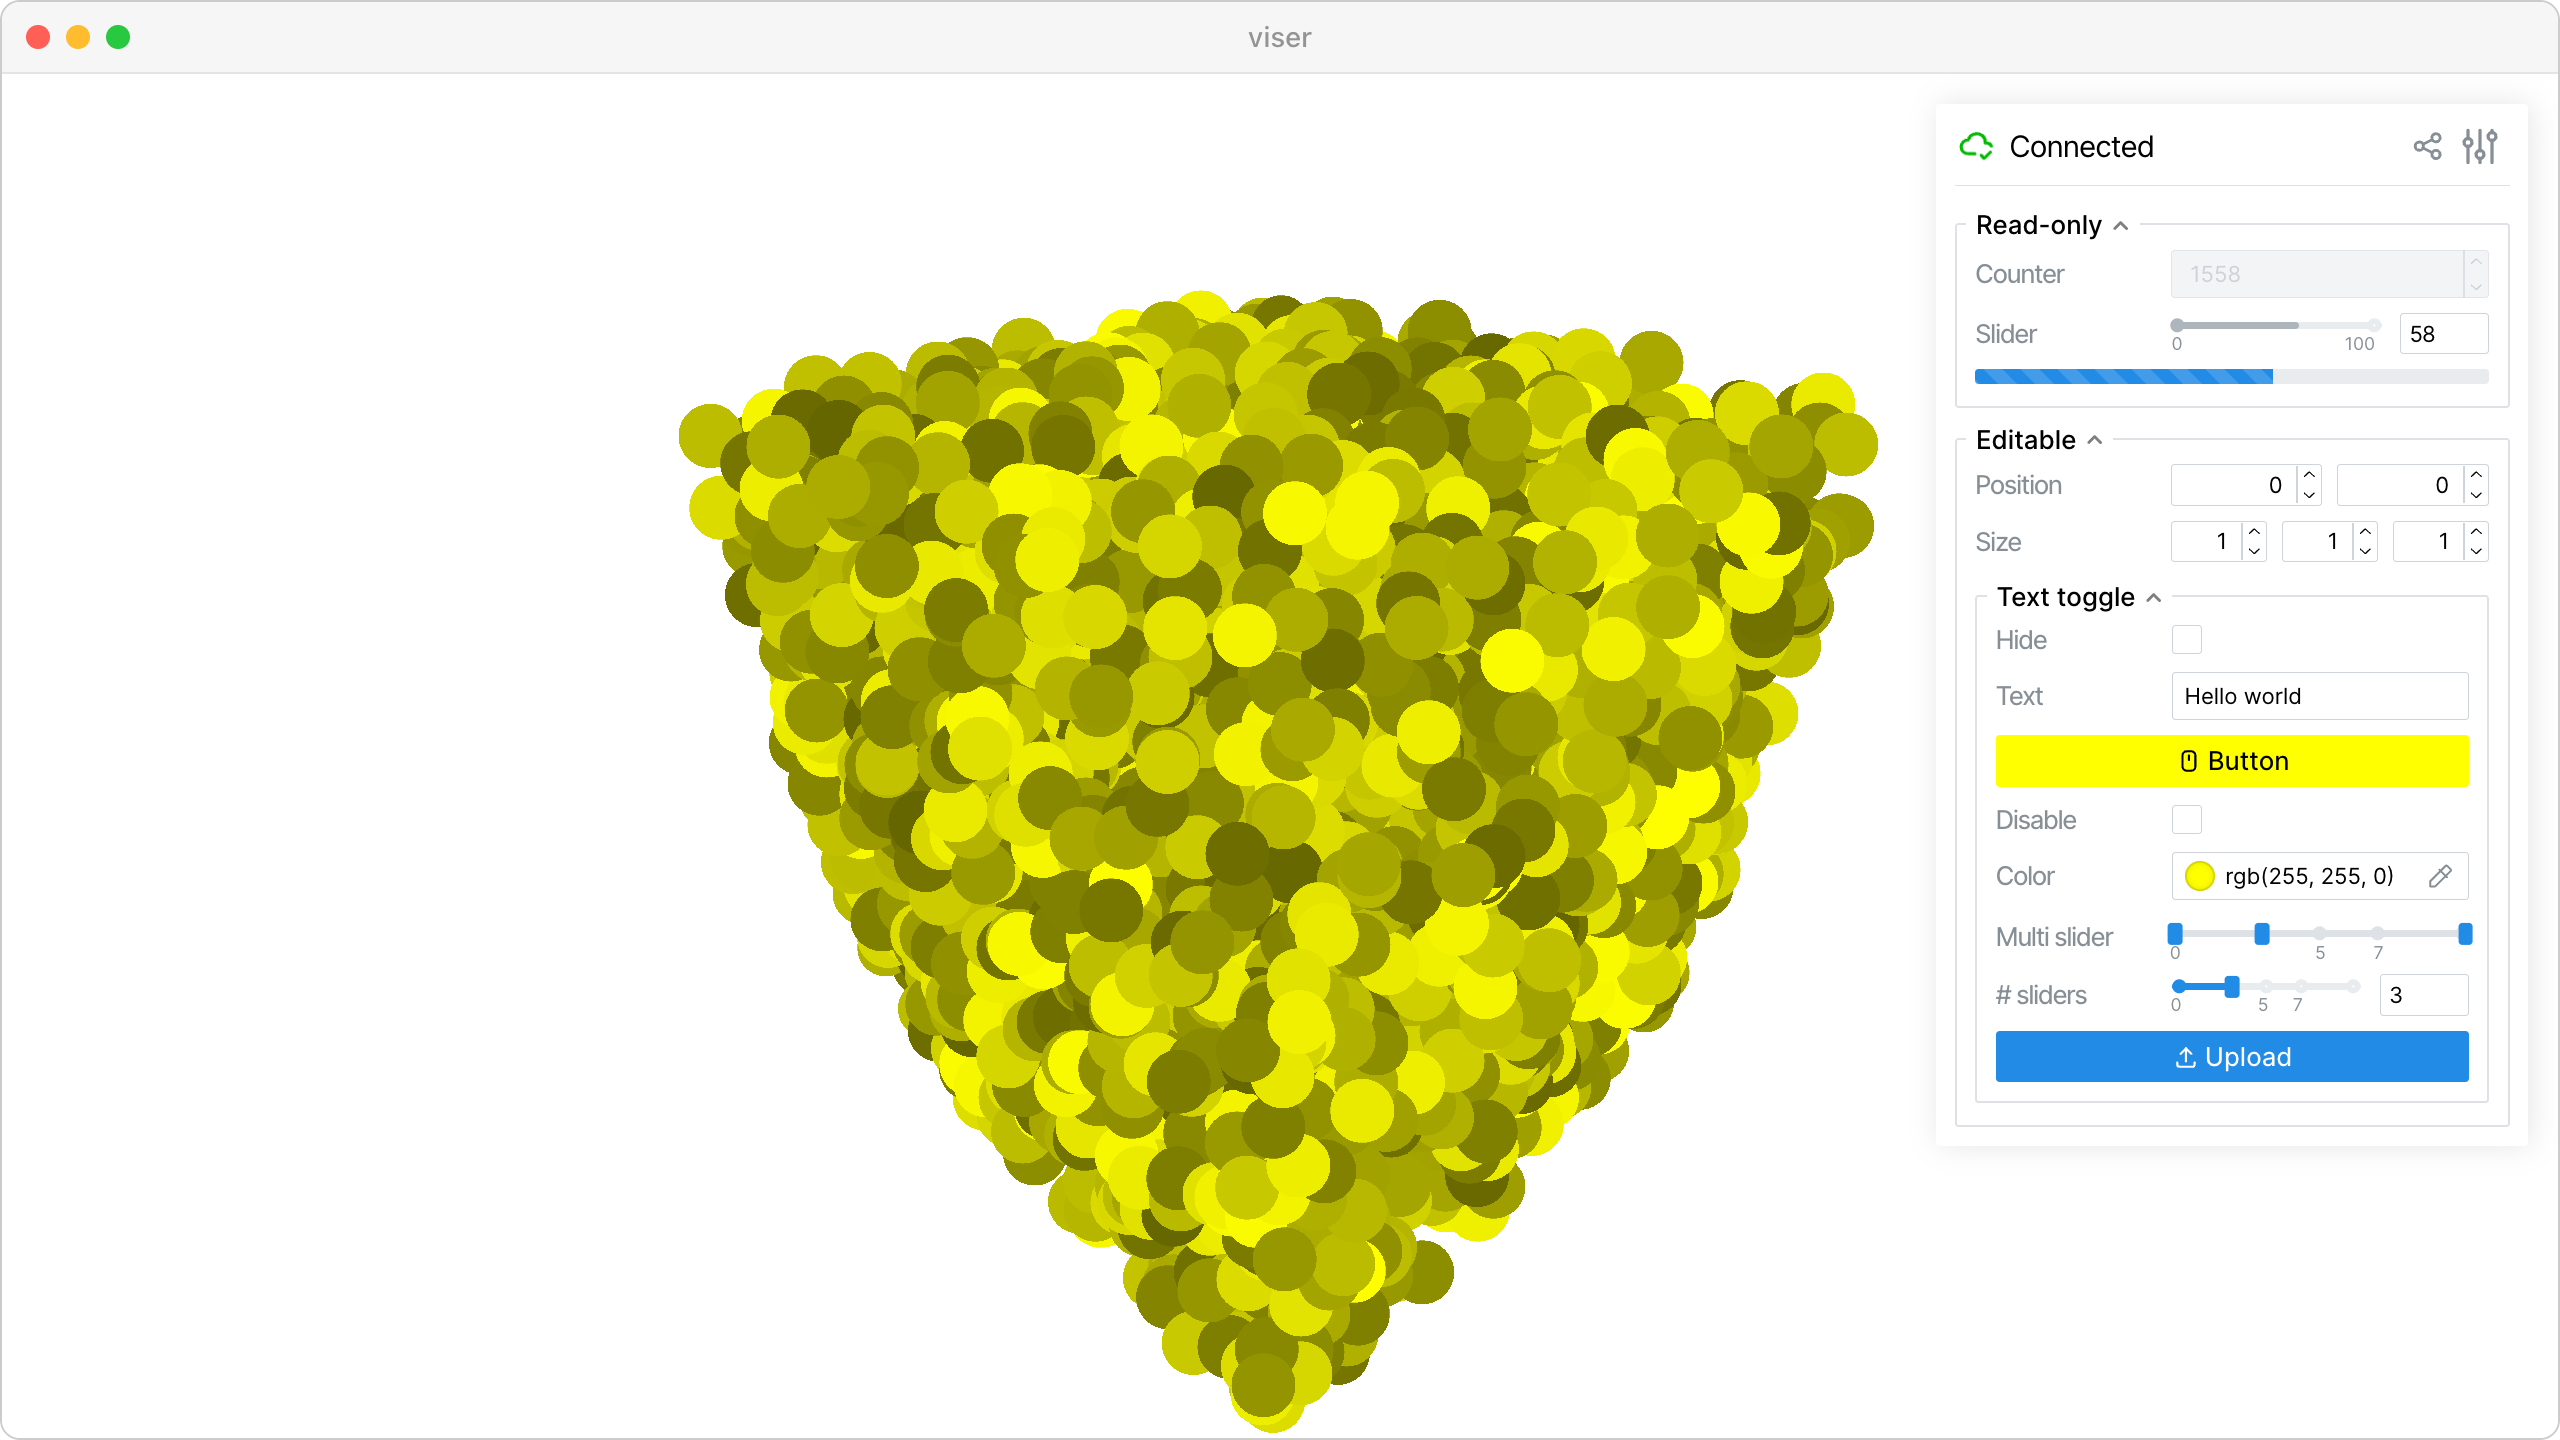 viser
Connected
Read-only
Counter 1558
Slider 0 100 58
Editable
Position 0 0
Size 1 1 1
Text toggle
Hide
Text Hello world
Button
Disable
Color rgb(255, 255, 0)
Multi slider 0 5 7
# sliders 0 5 7 3
Upload